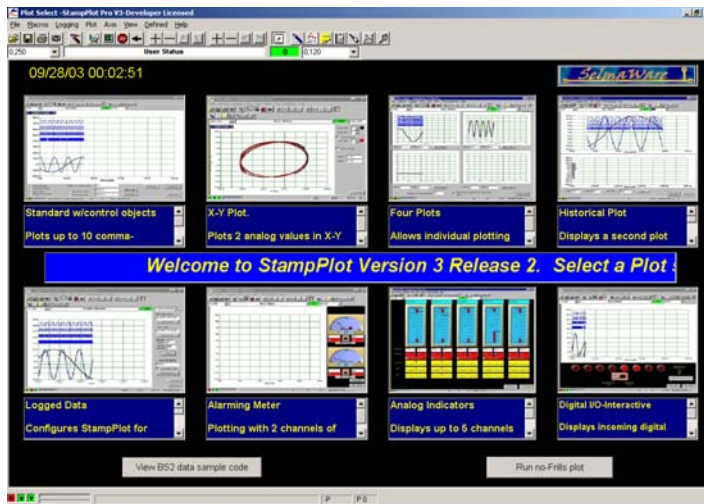 Plot Select -StampPlot Pro V3-Developer Licensed
File Macros Logging Plot Axis View Defined Help
0,250 User Status 0 0,120
09/28/03 00:02:51
SelmaWare
Standard w/control objects
Plots up to 10 comma-
X-Y Plot.
Plots 2 analog values in X-Y
Four Plots
Allows individual plotting
Historical Plot
Displays a second plot
Welcome to StampPlot Version 3 Release 2. Select a Plot s
Logged Data
Configures StampPlot for
Alarming Meter
Plotting with 2 channels of
Analog Indicators
Displays up to 5 channels
Digital I/O-Interactive
Displays incoming digital
View BS2 data sample code
Run no-Frills plot
-P P 0